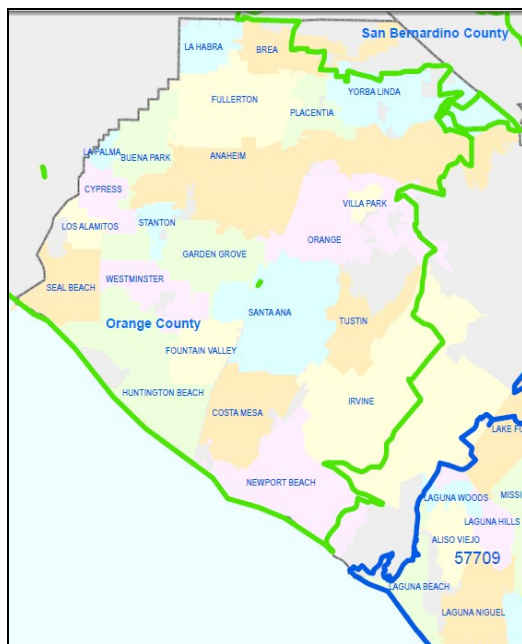 San Bernardino County
LA HABRA
BREA
YORBA LINDA
FULLERTON
PLACENTIA
LA PALMA
BUENA PARK
ANAHEIM
CYPRESS
VILLA PARK
LOS ALAMITOS
STANTON
ORANGE
GARDEN GROVE
WESTMINSTER
SEAL BEACH
SANTA ANA
Orange County
TUSTIN
FOUNTAIN VALLEY
HUNTINGTON BEACH
IRVINE
COSTA MESA
LAKE FO
NEWPORT BEACH
LAGUNA WOODS
MISSI
LAGUNA HILLS
ALISO VIEJO
57709
LAGUNA BEACH
LAGUNA NIGUEL